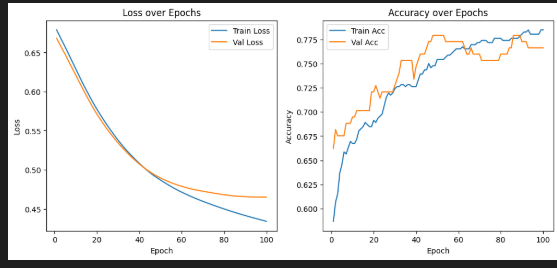 Loss over Epochs
Train Loss
Val Loss
0.65
0.60
0.55
0.50
0.45
Loss
0
20
40
60
80
100
Epoch
Accuracy over Epochs
Train Acc
Val Acc
0.775
0.750
0.725
0.700
0.675
0.650
0.625
0.600
Accuracy
0
20
40
60
80
100
Epoch